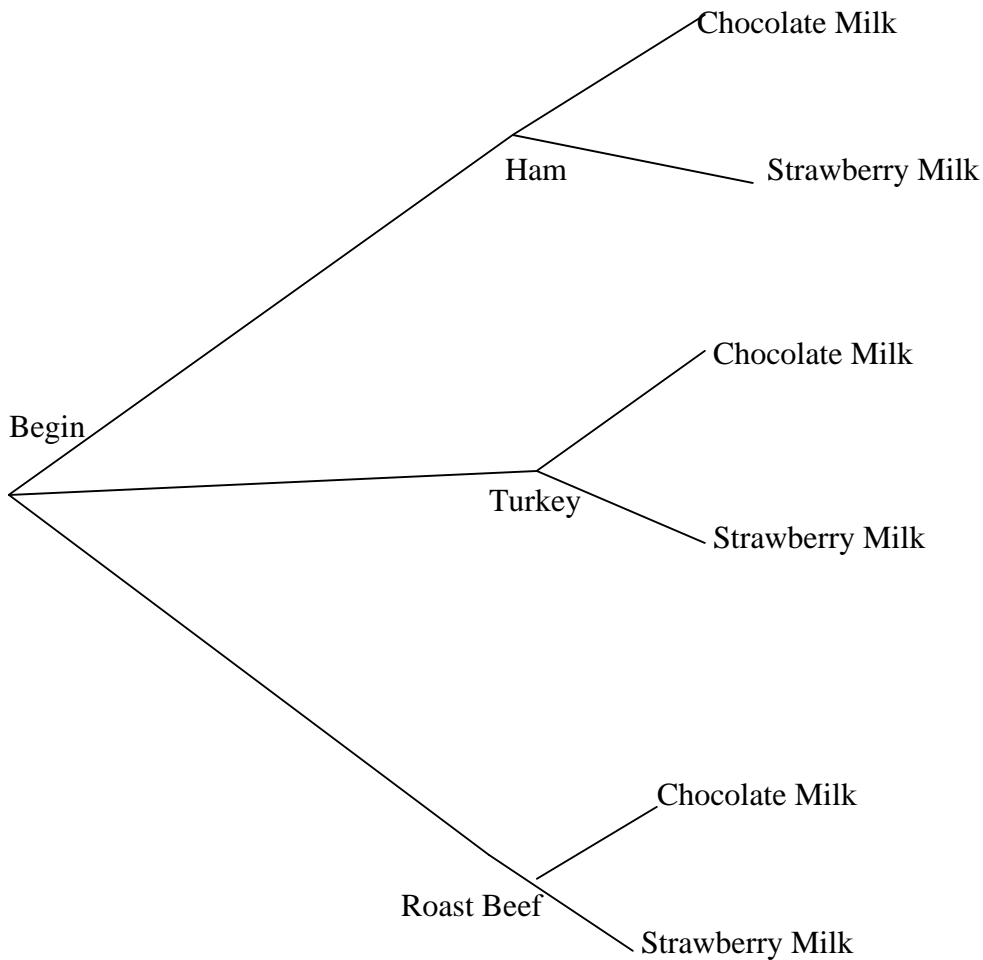 Chocolate Milk
Ham
Strawberry Milk
Chocolate Milk
Begin
Turkey
Strawberry Milk
Chocolate Milk
Roast Beef
Strawberry Milk